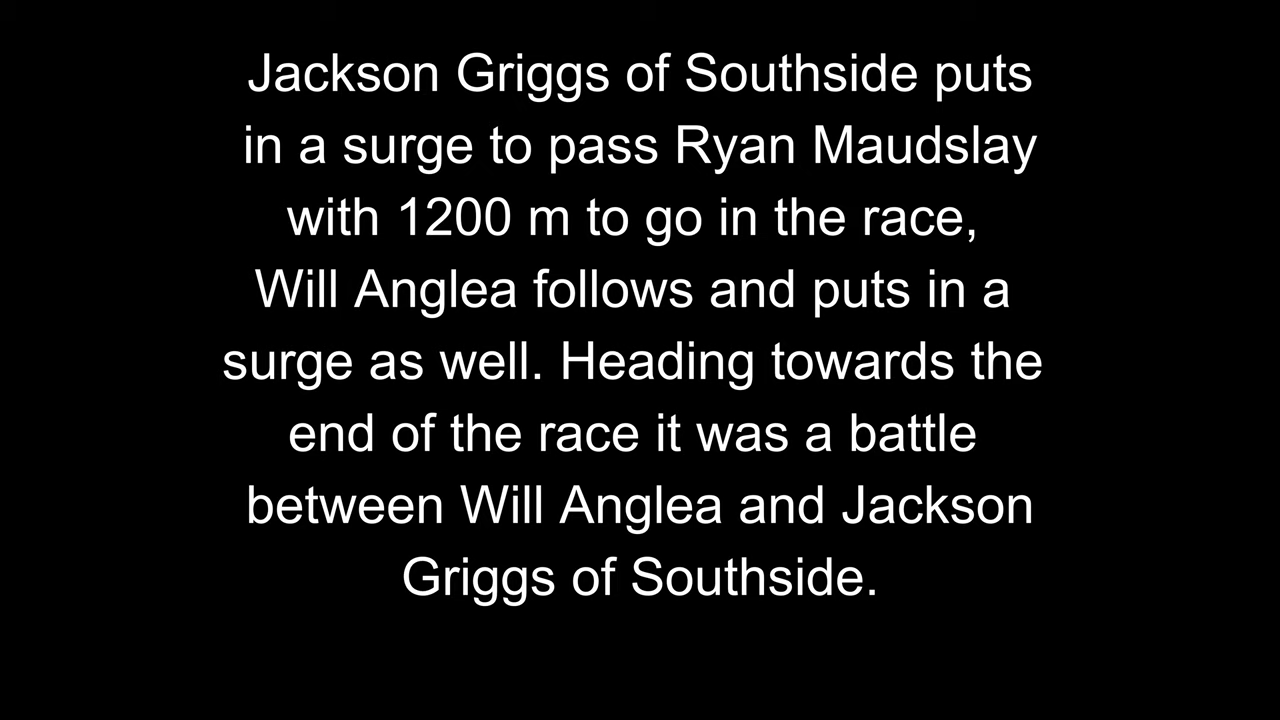 Jackson Griggs of Southside puts
in a surge to pass Ryan Maudslay
with 1200 m to go in the race,
Will Anglea follows and puts in a
surge as well. Heading towards the
end of the race it was a battle
between Will Anglea and Jackson
Griggs of Southside.